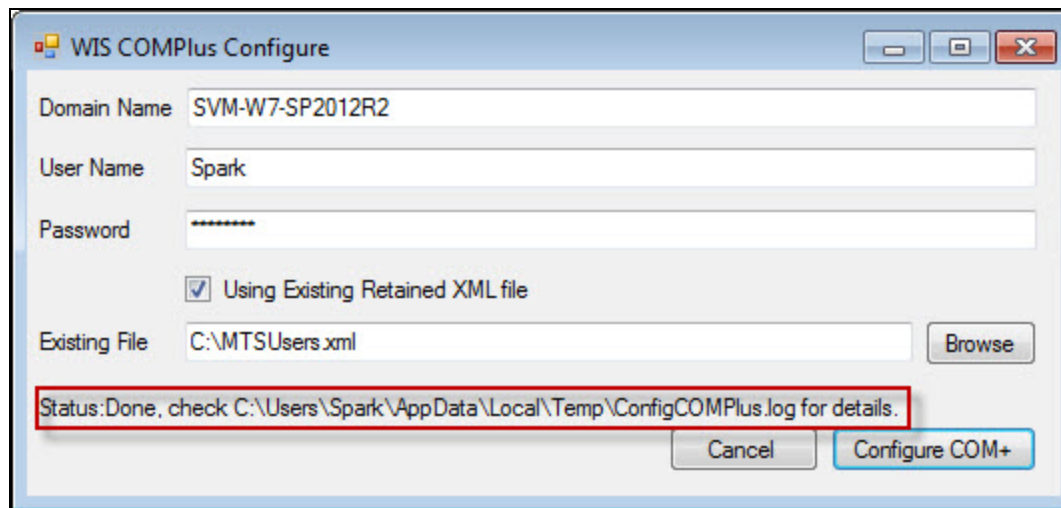 WIS COMPlus Configure
Domain Name SVM-W7-SP2012R2
User Name Spark
Password ********
Using Existing Retained XML file
Existing File C:\MTSUsers.xml Browse
Status:Done, check C:\Users\Spark\AppData\Local\Temp\ConfigCOMPlus.log for details.
Cancel Configure COM+